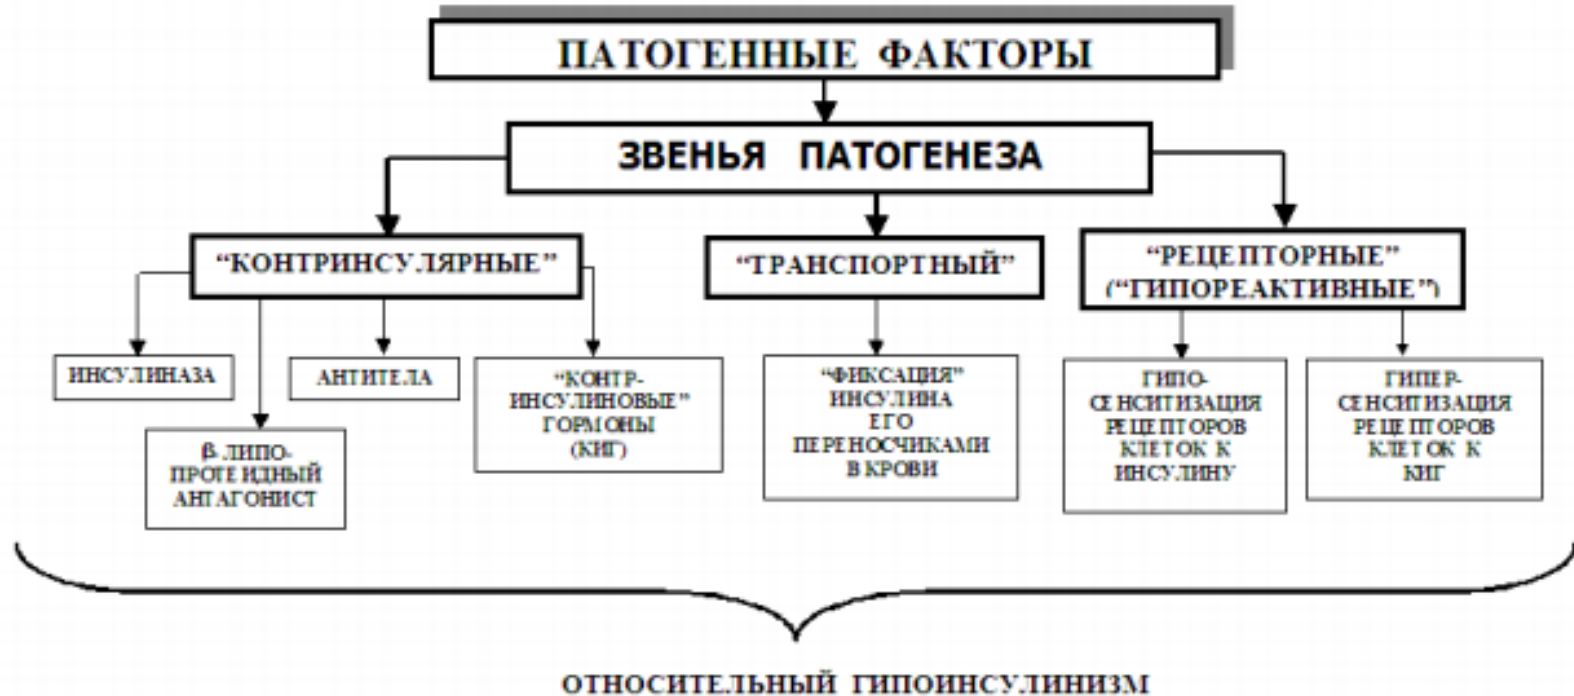 ПАТОГЕННЫЕ ФАКТОРЫ
ЗВЕНЬЯ ПАТОГЕНЕЗА
“КОНТРИНСУЛЯРНЫЕ”
“ТРАНСПОРТНЫЙ”
“РЕЦЕПТОРНЫЕ”
(“ГИПОРЕАКТИВНЫЕ”)
ИНСУЛИНАЗА
β-ЛИПО-
ПРОТЕИДНЫЙ
АНТАГОНИСТ
АНТИТЕЛА
“КОНТР-
ИНСУЛИНОВЫЕ”
ГОРМОНЫ
(КИГ)
“ФИКСАЦИЯ”
ИНСУЛИНА
ЕГО
ПЕРЕНОСЧИКАМИ
В КРОВИ
ГИПО-
СЕНСИТИЗАЦИЯ
РЕЦЕПТОРОВ
КЛЕТОК К
ИНСУЛИНУ
ГИПЕР-
СЕНСИТИЗАЦИЯ
РЕЦЕПТОРОВ
КЛЕТОК К
КИГ
ОТНОСИТЕЛЬНЫЙ ГИПОИНСУЛИНИЗМ